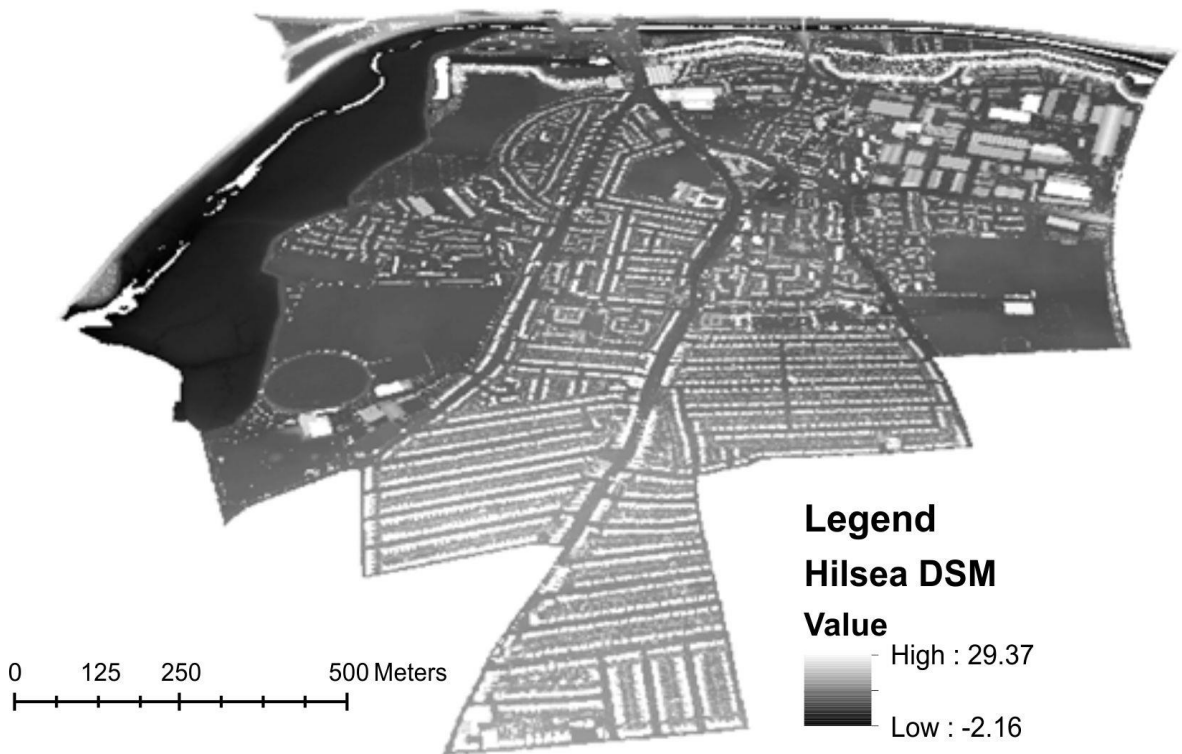 Legend
Hilsea DSM
Value
High : 29.37
Low : -2.16
0 125 250 500 Meters